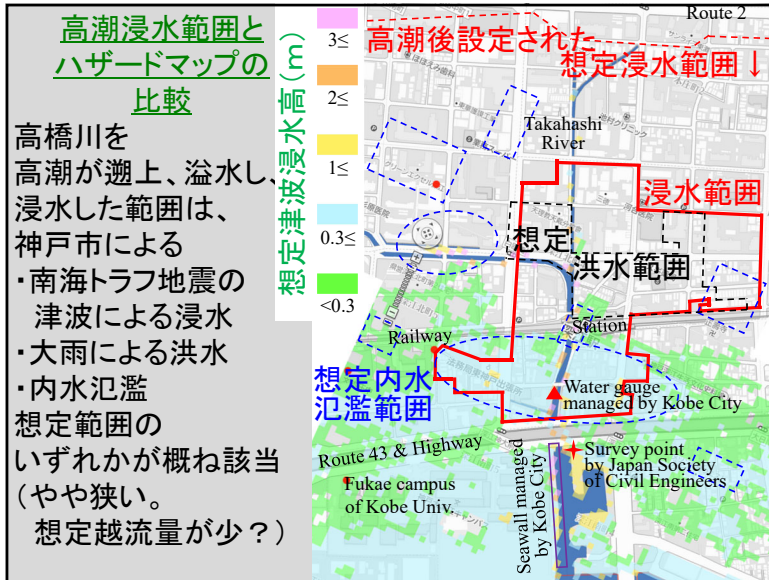 高潮浸水範囲と
ハザードマップの
比較
高橋川を
高潮が遡上、溢水し、
浸水した範囲は、
神戸市による
・南海トラフ地震の
津波による浸水
・大雨による洪水
・内水氾濫
想定範囲の
いずれかが概ね該当
(やや狭い。
想定越流量が少?)
想定津波浸水高(m)
3≤
2≤
1≤
0.3≤
<0.3
Route 2
高潮後設定された
想定浸水範囲↓
Takahashi
River
浸水範囲
想定
洪水範囲
Station
Railway
想定内水
氾濫範囲
Water gauge
managed by Kobe City
Route 43 & Highway
Survey point
by Japan Society
of Civil Engineers
Fukae campus
of Kobe Univ.
Seawall managed
by Kobe City